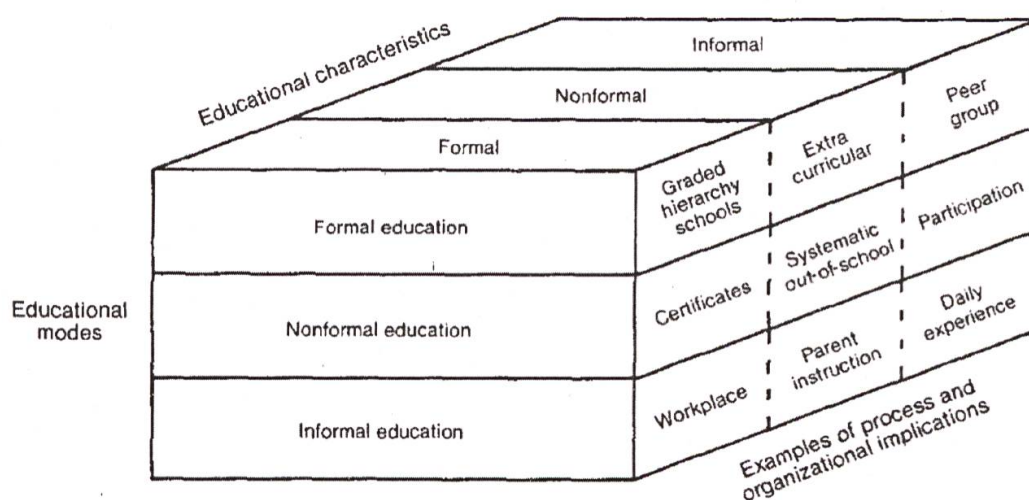 Educational characteristics
Informal
Nonformal
Formal
Peer
group
Extra
curricular
Graded
hierarchy
schools
Formal education
Participation
Systematic
out-of-school
Certificates
Educational
modes
Nonformal education
Daily
experience
Parent
instruction
Workplace
Informal education
Examples of process and
organizational implications